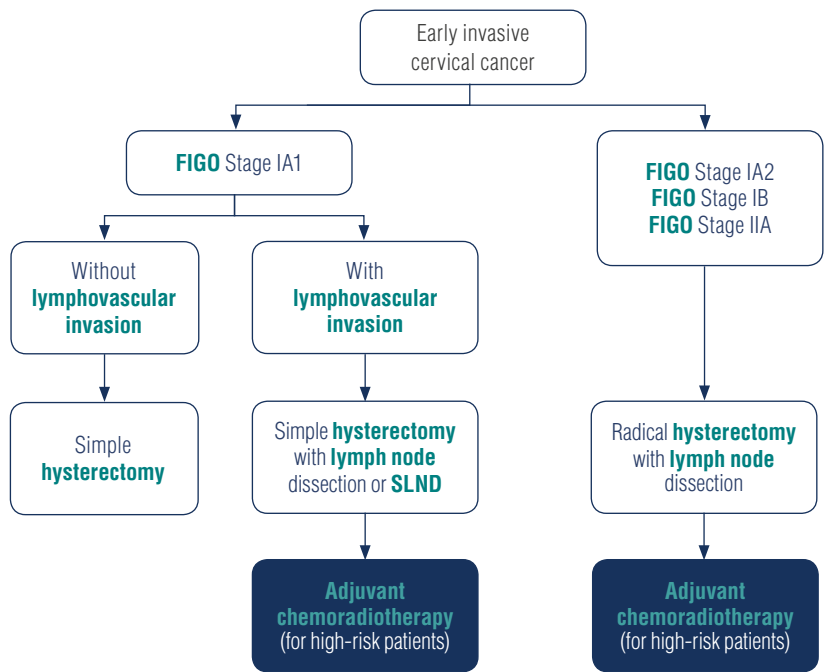 Early invasive
cervical cancer
FIGO Stage IA1
FIGO Stage IA2
FIGO Stage IB
FIGO Stage IIA
Without
lymphovascular
invasion
With
lymphovascular
invasion
Simple
hysterectomy
Simple hysterectomy
with lymph node
dissection or SLND
Radical hysterectomy
with lymph node
dissection
Adjuvant
chemoradiotherapy
(for high-risk patients)
Adjuvant
chemoradiotherapy
(for high-risk patients)